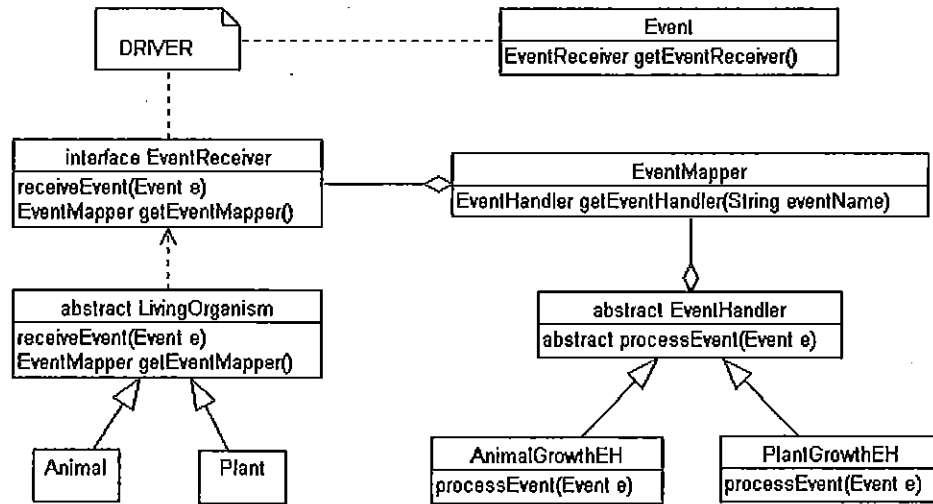 DRIVER
Event
EventReceiver getEventReceiver()
interface EventReceiver
receiveEvent(Event e)
EventMapper getEventMapper()
EventMapper
EventHandler getEventHandler(String eventName)
abstract LivingOrganism
receiveEvent(Event e)
EventMapper getEventMapper()
abstract EventHandler
abstract processEvent(Event e)
Animal
Plant
AnimalGrowthEH
processEvent(Event e)
PlantGrowthEH
processEvent(Event e)